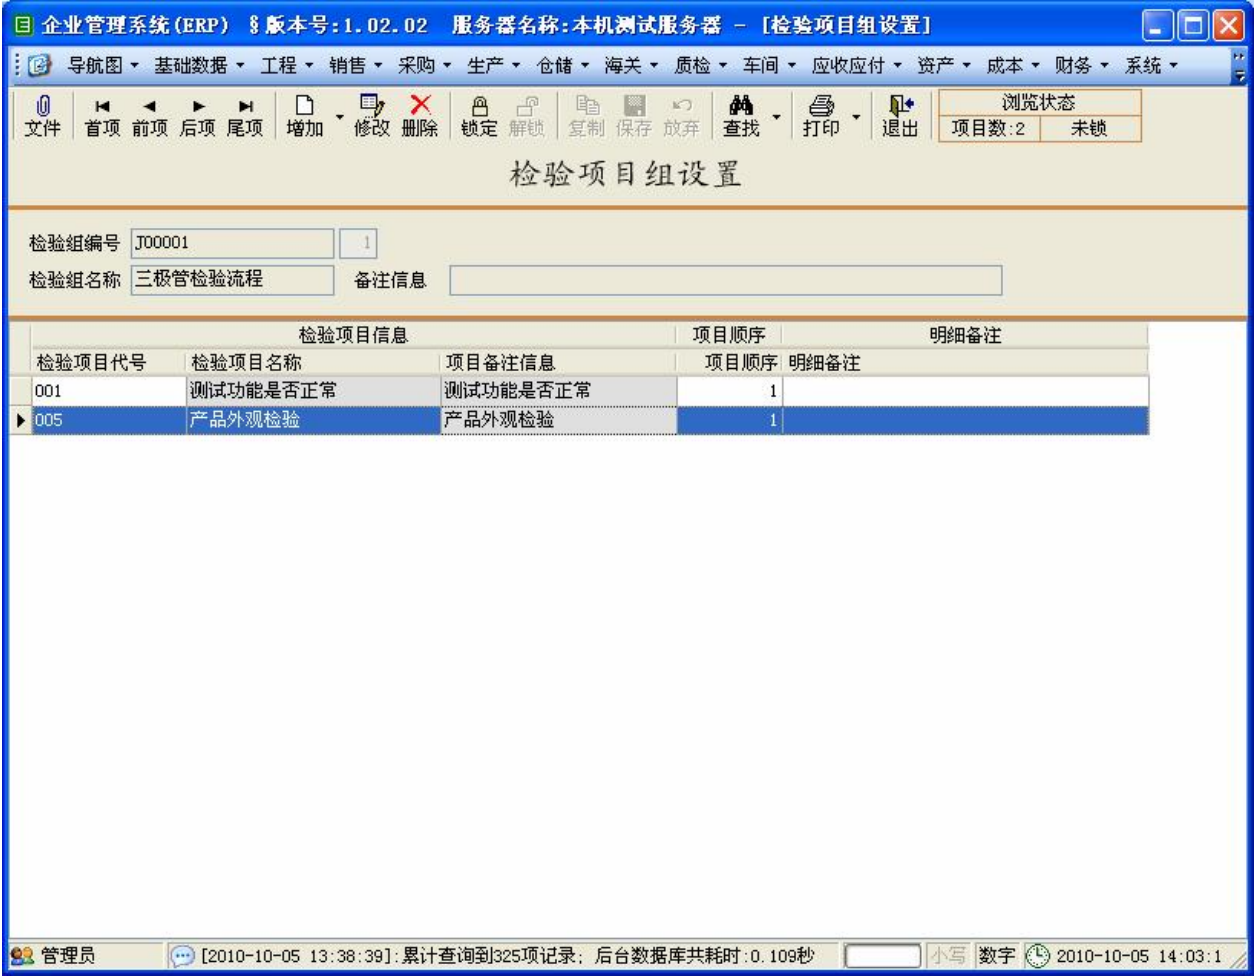 企业管理系统(ERP) §版本号:1.02.02 服务器名称:本机测试服务器 - [检验项目组设置]
导航图 基础数据 工程 销售 采购 生产 仓储 海关 质检 车间 应收应付 资产 成本 财务 系统
文件 首项 前项 后项 尾项 增加 修改 删除 锁定 解锁 复制 保存 放弃 查找 打印 退出
浏览状态
项目数:2 未锁
检验项目组设置
检验组编号 J00001 1
检验组名称 三极管检验流程 备注信息
检验项目信息 项目顺序 明细备注
检验项目代号 检验项目名称 项目备注信息 项目顺序 明细备注
001 测试功能是否正常 测试功能是否正常 1
005 产品外观检验 产品外观检验 1
管理员 [2010-10-05 13:38:39]:累计查询到325项记录; 后台数据库共耗时:0.109秒 小写 数字 2010-10-05 14:03:1